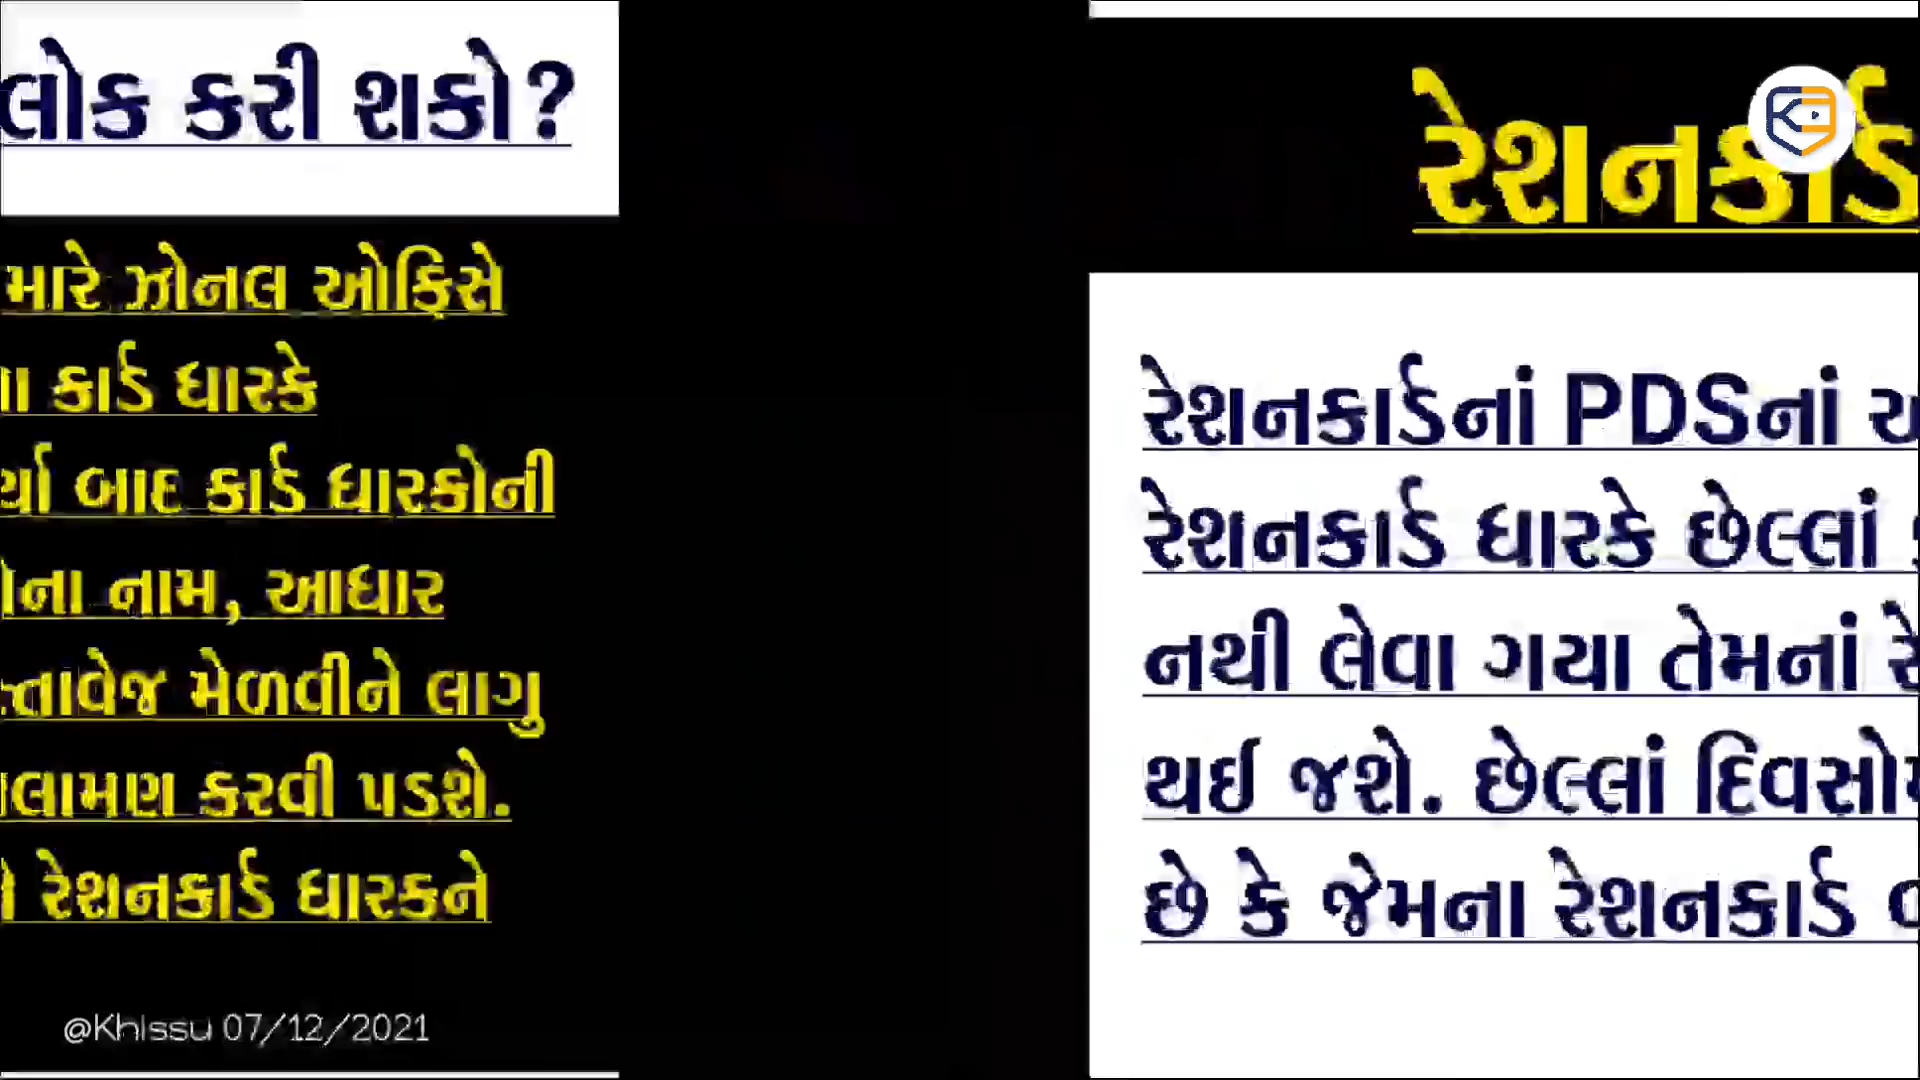 લોક કરી શકો?
મારે ઝોનલ ઓફિસે
કાર્ડ ધારકે
ર્યા બાદ કાર્ડ ધારકોની
ના નામ, આધાર
સ્તાવેજ મેળવીને લાગુ
લામણ કરવી પડશે.
રેશનકાર્ડ ધારકને
@Khissu 07/12/2021
રેશનકાર્ડ
રેશનકાર્ડનાં PDSનાં
રેશનકાર્ડ ધારકે છેલ્લાં
નથી લેવા ગયા તેમનાં રે
થઈ જશે. છેલ્લાં દિવસો
છે કે જેમના રેશનકાર્ડ